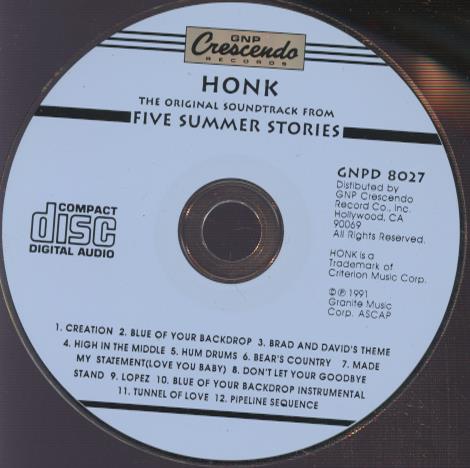 GNP
Crescendo
RECORDS
HONK
THE ORIGINAL SOUNDTRACK FROM
FIVE SUMMER STORIES
GNPD 8027
Distibuted by
GNP Crescendo
Record Co., Inc.
Hollywood, CA
90069
All Rights Reserved.
HONK is a
Trademark of
Criterion Music Corp.
© ℗ 1991
Granite Music
Corp. ASCAP
COMPACT
disc
DIGITAL AUDIO
1. CREATION 2. BLUE OF YOUR BACKDROP 3. BRAD AND DAVID'S THEME
4. HIGH IN THE MIDDLE 5. HUM DRUMS 6. BEAR'S COUNTRY 7. MADE
MY STATEMENT(LOVE YOU BABY) 8. DON'T LET YOUR GOODBYE
STAND 9. LOPEZ 10. BLUE OF YOUR BACKDROP INSTRUMENTAL
11. TUNNEL OF LOVE 12. PIPELINE SEQUENCE